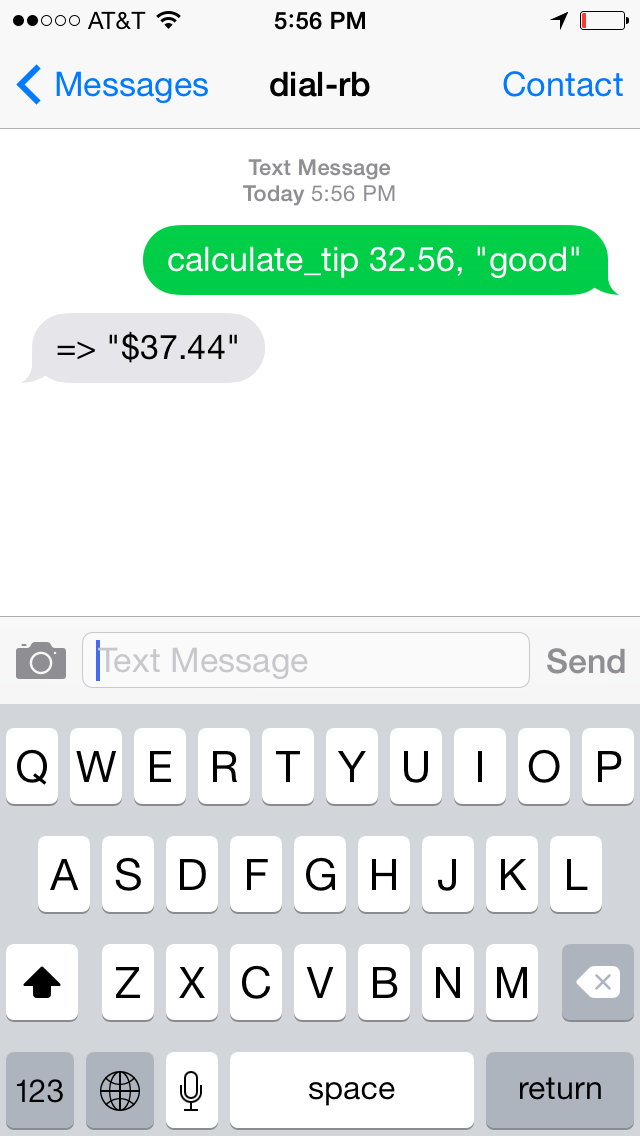 AT&T 5:56 PM
Messages dial-rb Contact
Text Message
Today 5:56 PM
calculate_tip 32.56, "good"
=> "$37.44"
Text Message Send
Q W E R T Y U I O P
A S D F G H J K L
Z X C V B N M
123 space return